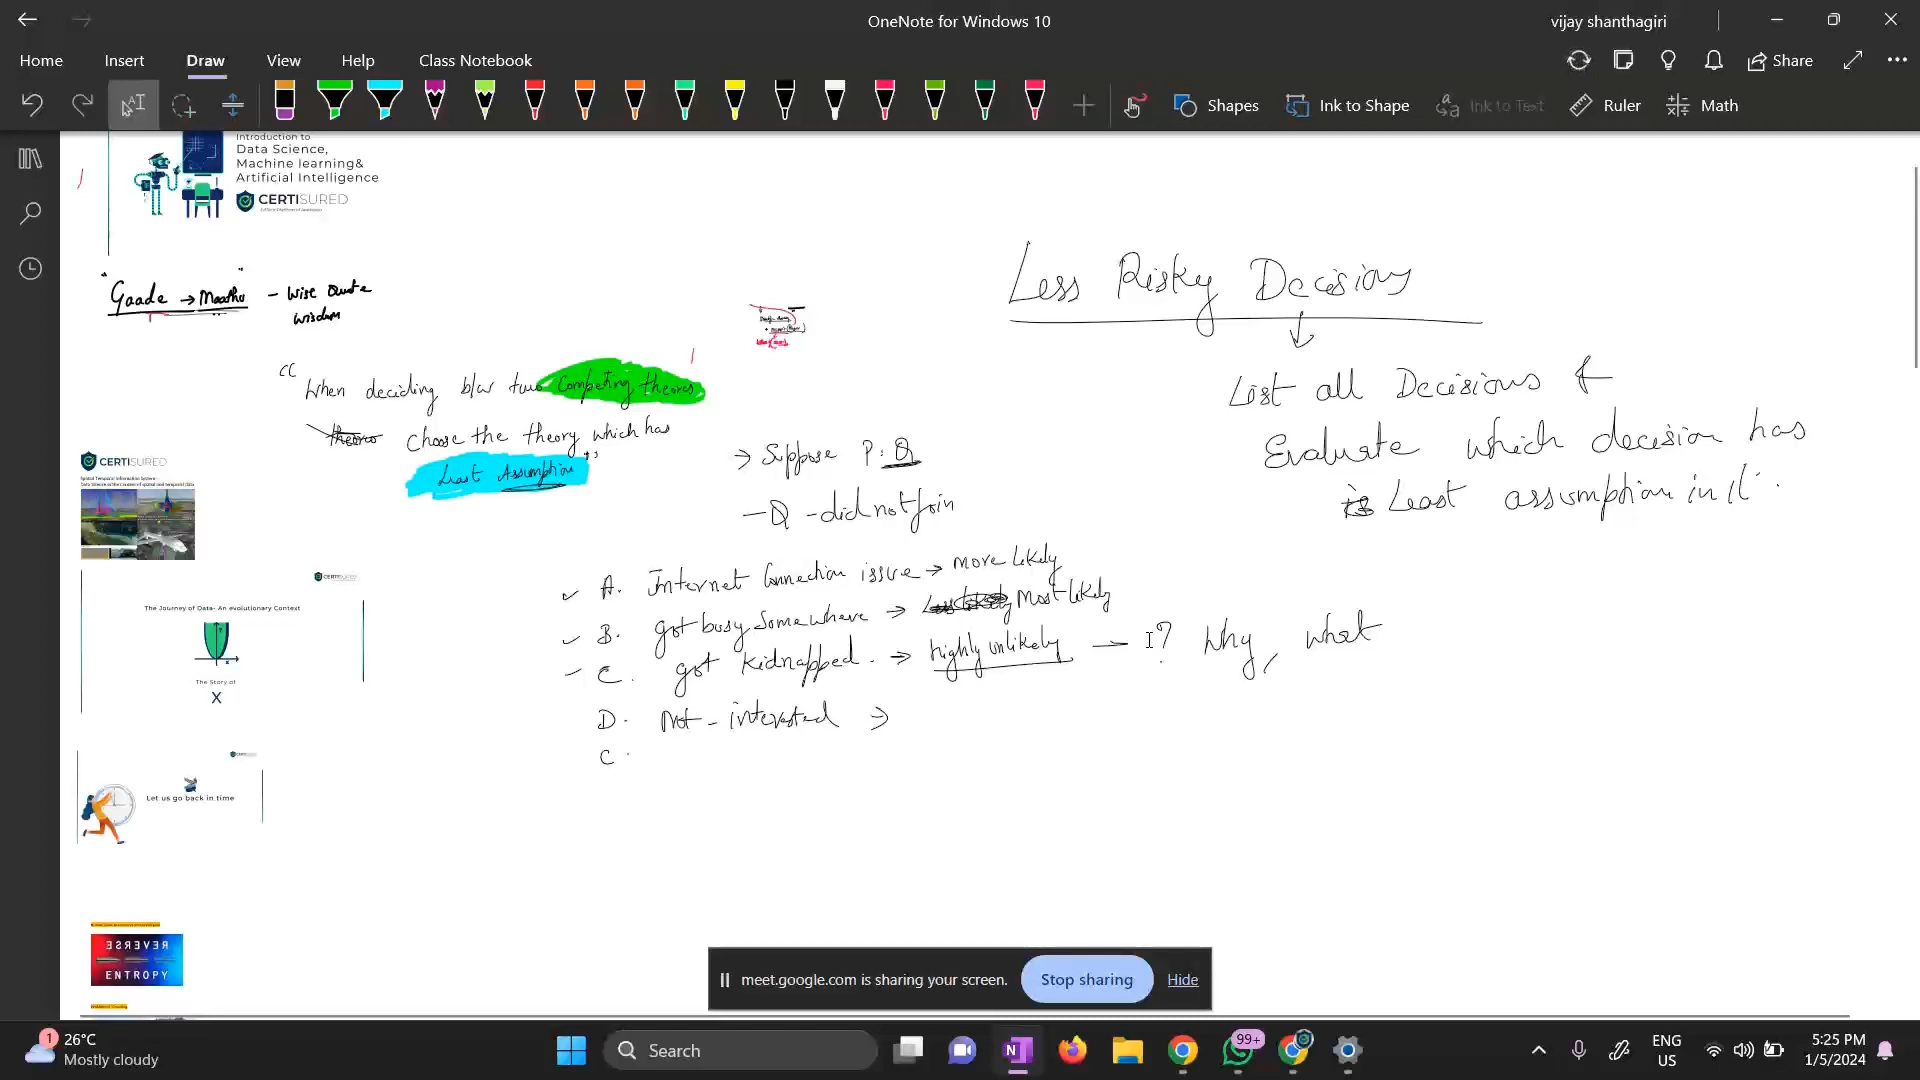 OneNote for Windows 10
vijay shanthagiri
Home Insert Draw View Help Class Notebook
Share
Shapes Ink to Shape Ink to Text Ruler Math
Introduction to
Data Science,
Machine learning&
Artificial Intelligence
CERTISURED
"Gaade → Maathu" - Wise Quote
wisdom
Less Risky Decisions
List all Decisions &
Evaluate which decision has
Least assumption in it.
When deciding b/w two Competing theores
choose the theory which has
Least Assumption
→ Suppose P: Q
- Q - did not join
A. Internet Connection issue → more likely
B. got busy somewhere → Most likely
C. got kidnapped. → highly unlikely — I? Why, what
D. Not - interested →
C.
CERTISURED
CERTISURED
The Journey of Data- An evolutionary Context
The Story of
X
Let us go back in time
REVERSE
ENTROPY
meet.google.com is sharing your screen. Stop sharing Hide
1
26°C
Mostly cloudy
Search
99+
ENG
US
5:25 PM
1/5/2024